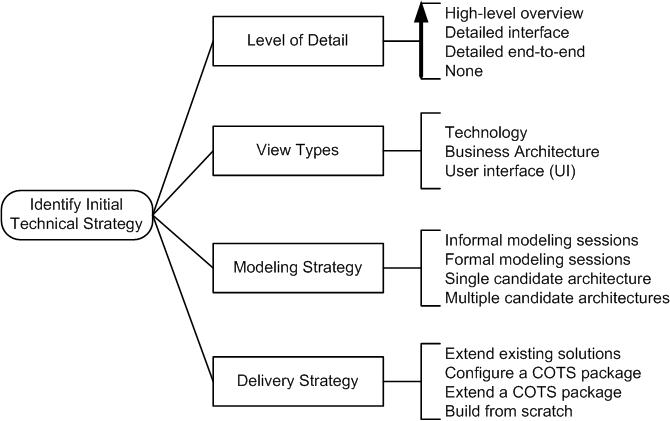 Identify Initial
Technical Strategy
Level of Detail
High-level overview
Detailed interface
Detailed end-to-end
None
View Types
Technology
Business Architecture
User interface (UI)
Modeling Strategy
Informal modeling sessions
Formal modeling sessions
Single candidate architecture
Multiple candidate architectures
Delivery Strategy
Extend existing solutions
Configure a COTS package
Extend a COTS package
Build from scratch